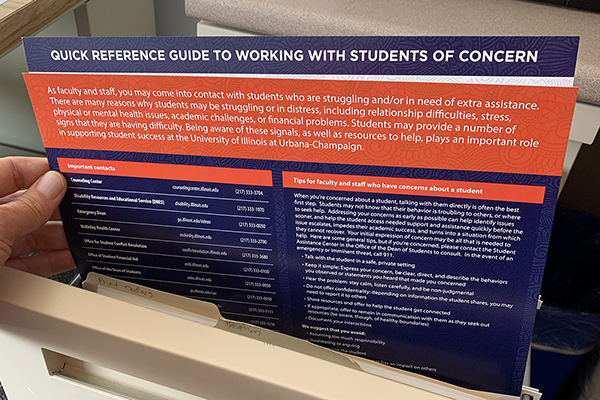 QUICK REFERENCE GUIDE TO WORKING WITH STUDENTS OF CONCERN
As faculty and staff, you may come into contact with students who are struggling and/or in need of extra assistance.
There are many reasons why students may be struggling or in distress, including relationship difficulties, stress,
physical or mental health issues, academic challenges, or financial problems. Students may provide a number of
signs that they are having difficulty. Being aware of these signals, as well as resources to help, plays an important role
in supporting student success at the University of Illinois at Urbana-Champaign.
Important contacts
Counseling Center counselingcenter.illinois.edu (217) 333-3704
Disability Resources and Educational Service (DRES) disability.illinois.edu (217) 333-1970
Emergency Dean go.illinois.edu/edean (217) 333-0050
McKinley Health Center mckinley.illinois.edu (217) 333-2700
Office for Student Conflict Resolution conflictresolution.illinois.edu (217) 333-3680
Office of Student Financial Aid osfa.illinois.edu (217) 333-0100
Office of the Dean of Students odos.illinois.edu (217) 333-0050
Tips for faculty and staff who have concerns about a student
When you're concerned about a student, talking with them directly is often the best
first step. Students may not know that their behavior is troubling to others, or where
to seek help. Addressing your concerns as early as possible can help identify issues
sooner, and help the student access needed support and assistance quickly before the
issue escalates, impedes their academic success, and turns into a situation from which
they cannot recover. Your initial expression of concern may be all that is needed to
help. Here are some general tips, but if you're concerned, please contact the Student
Assistance Center in the Office of the Dean of Students to consult. In the event of an
emergency or imminent threat, call 911.
• Talk with the student in a safe, private setting
• Keep it simple: Express your concern, be clear, direct, and describe the behaviors
you observed or statements you heard that made you concerned
• Hear the problem: stay calm, listen carefully, and be non-judgmental
• Do not offer confidentiality: depending on information the student shares, you may
need to report it to others
• Share resources and offer to help the student get connected
• If appropriate, offer to remain in communication with them as they seek out
resources (be aware, though, of healthy boundaries)
• Document your interactions
We suggest that you avoid:
• Assuming too much responsibility
• Invalidating or arguing
the student
has an impact on others